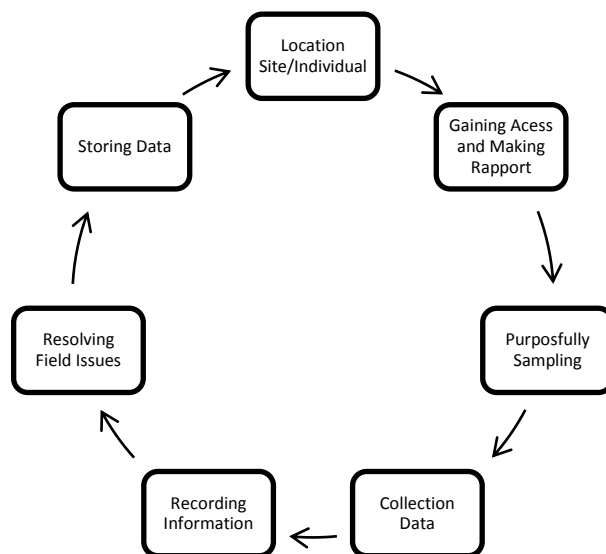 Location
Site/Individual
Gaining Acess
and Making
Rapport
Purposfully
Sampling
Collection
Data
Recording
Information
Resolving
Field Issues
Storing Data